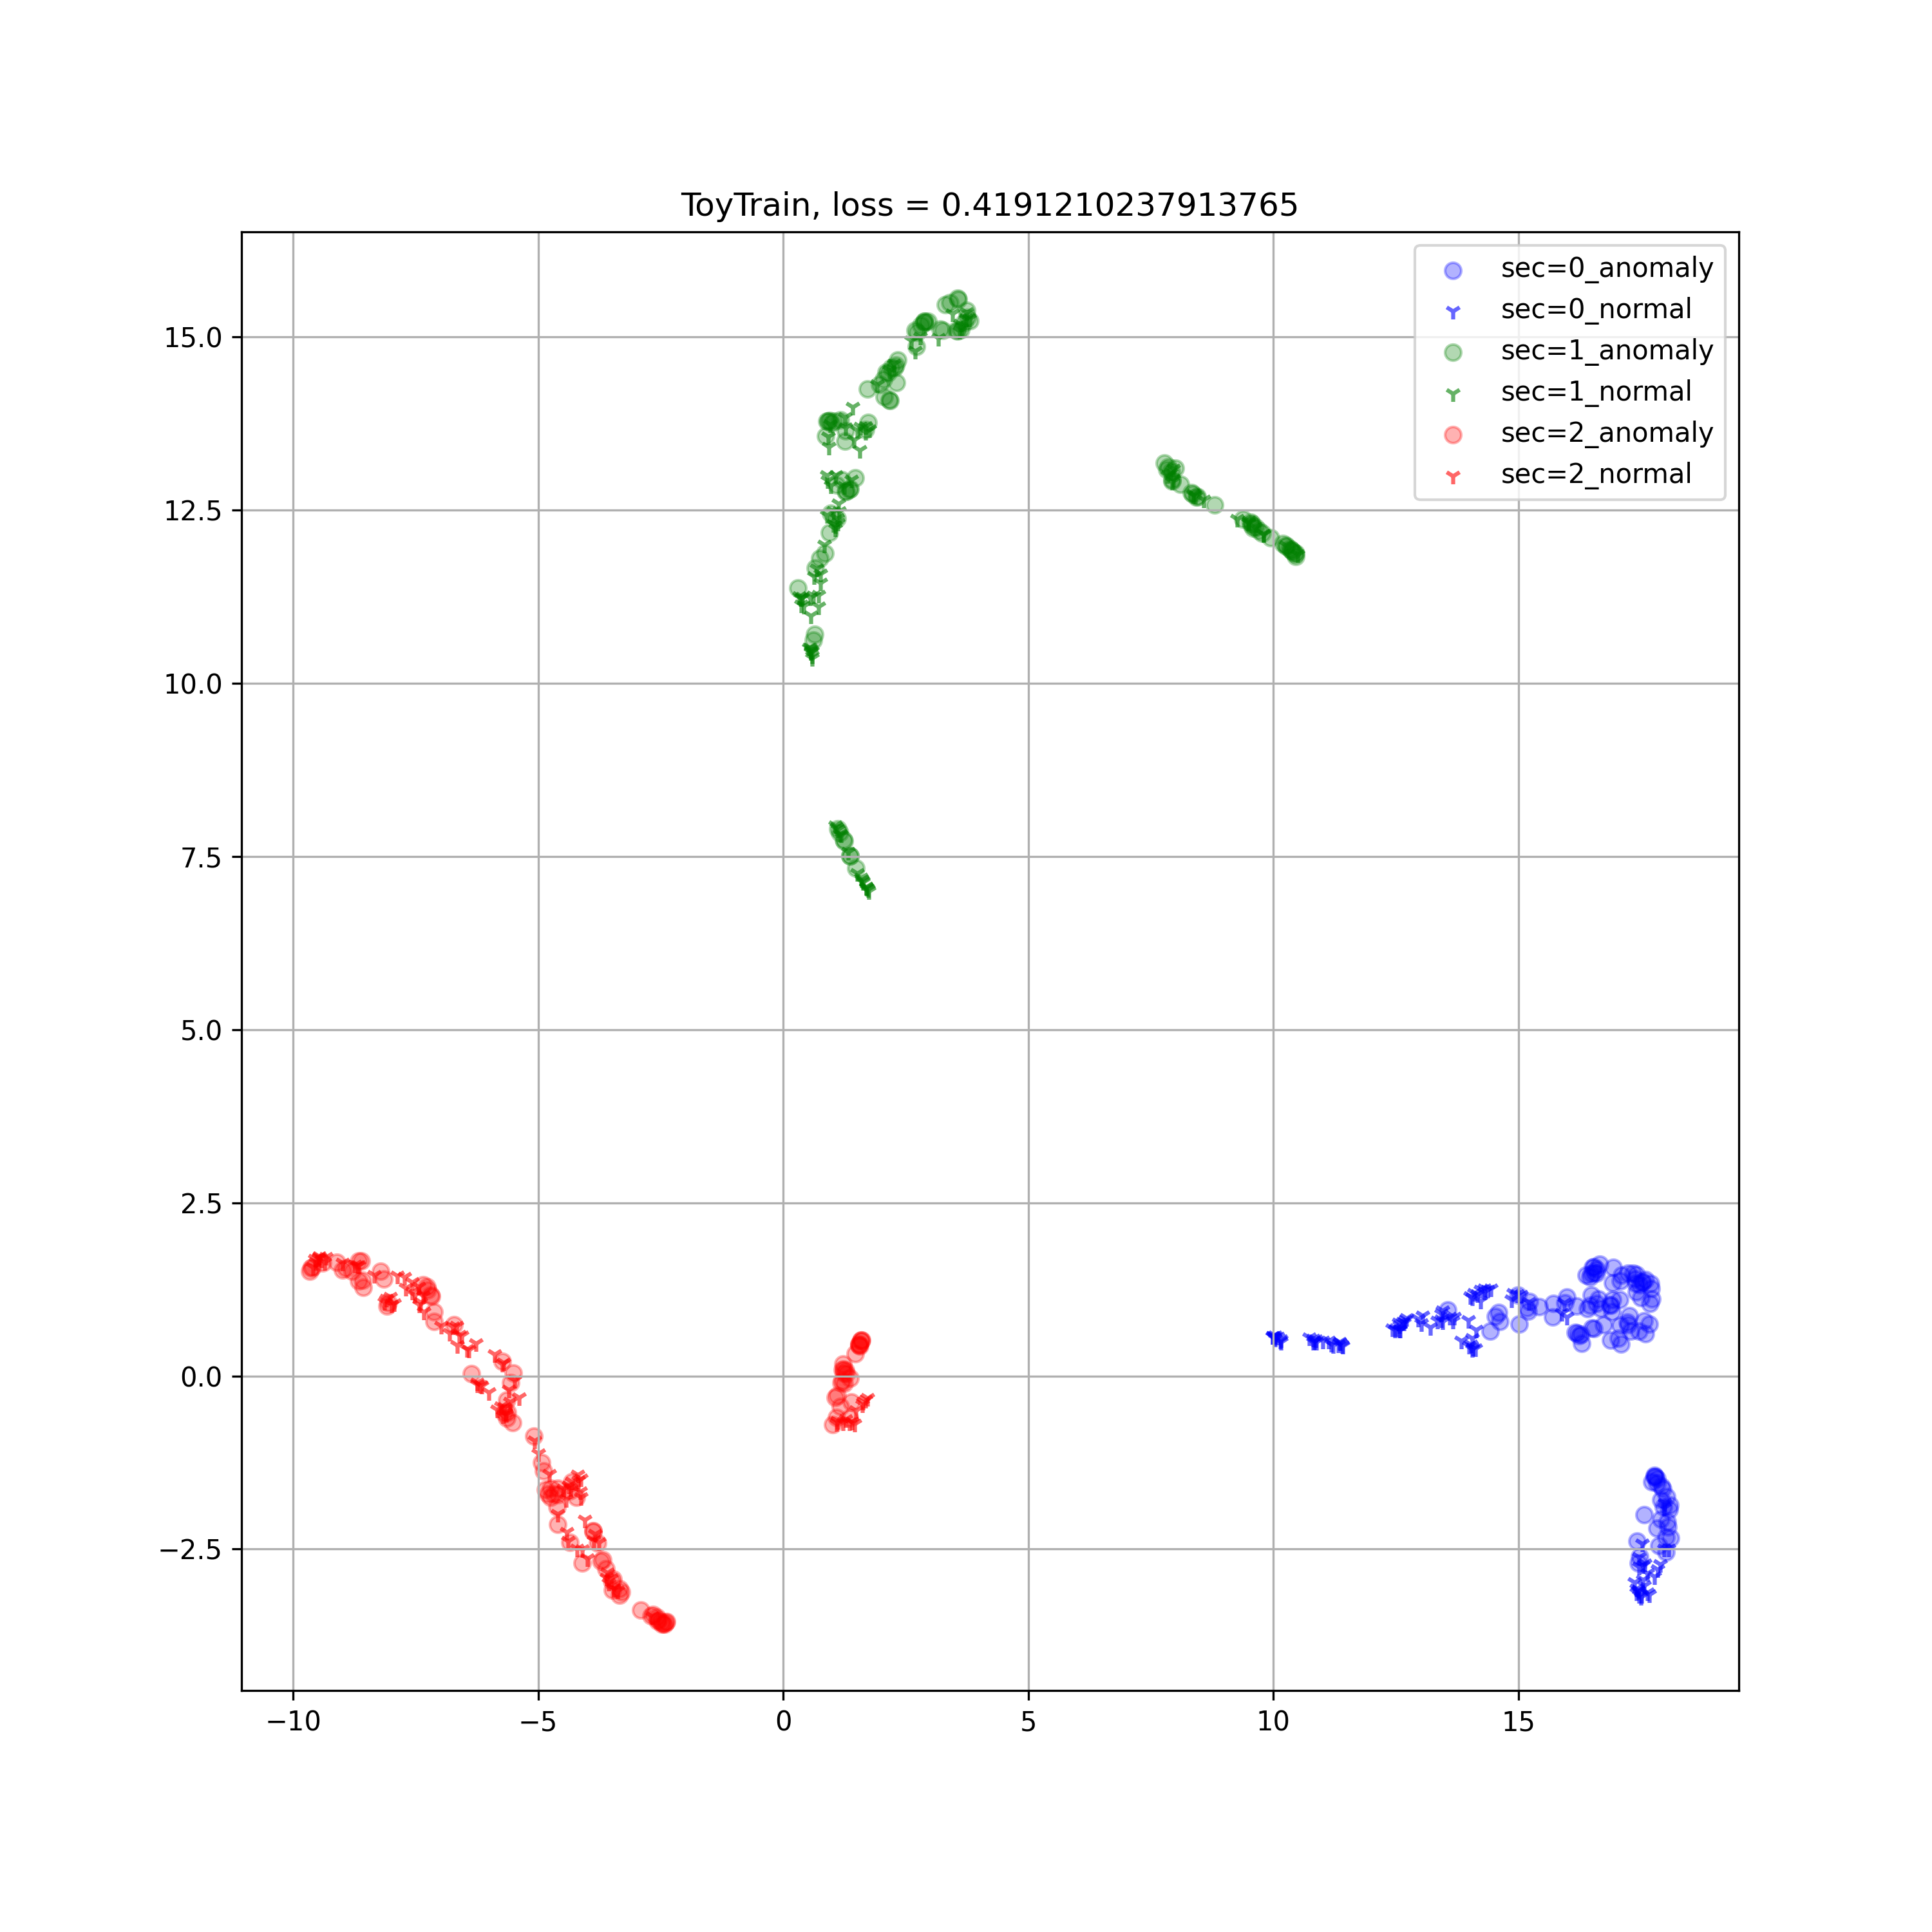 ToyTrain, loss = 0.4191210237913765
sec=0_anomaly
sec=0_normal
sec=1_anomaly
sec=1_normal
sec=2_anomaly
sec=2_normal
15.0
12.5
10.0
7.5
5.0
2.5
0.0
−2.5
−10
−5
0
5
10
15